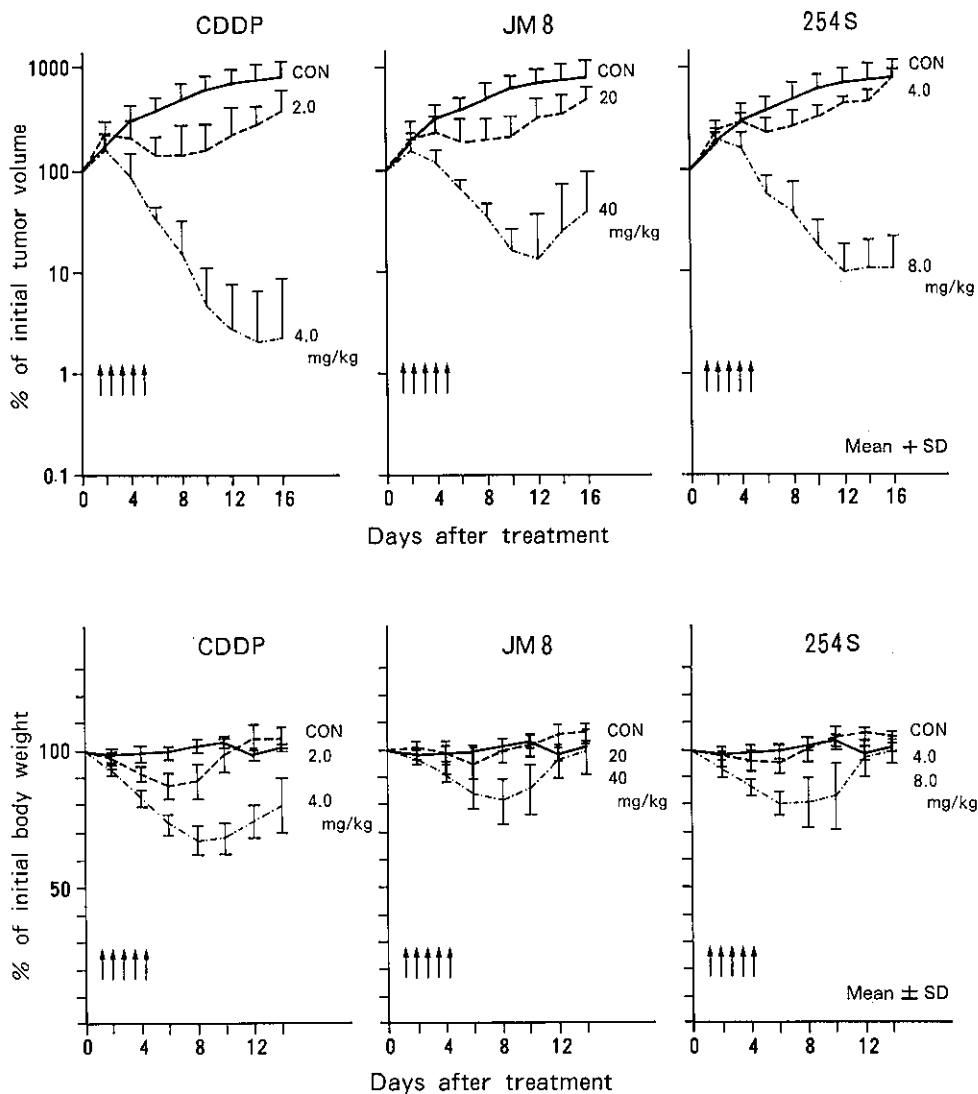 CDDP
JM 8
254S
% of initial tumor volume
1000
100
10
1
0.1
CON
2.0
4.0
mg/kg
0 4 8 12 16
CON
20
40
mg/kg
0 4 8 12 16
CON
4.0
8.0
mg/kg
Mean + SD
0 4 8 12 16
Days after treatment
CDDP
JM 8
254S
% of initial body weight
100
50
CON
2.0
4.0
mg/kg
0 4 8 12
CON
20
40
mg/kg
0 4 8 12
CON
4.0
8.0
mg/kg
Mean ± SD
0 4 8 12
Days after treatment